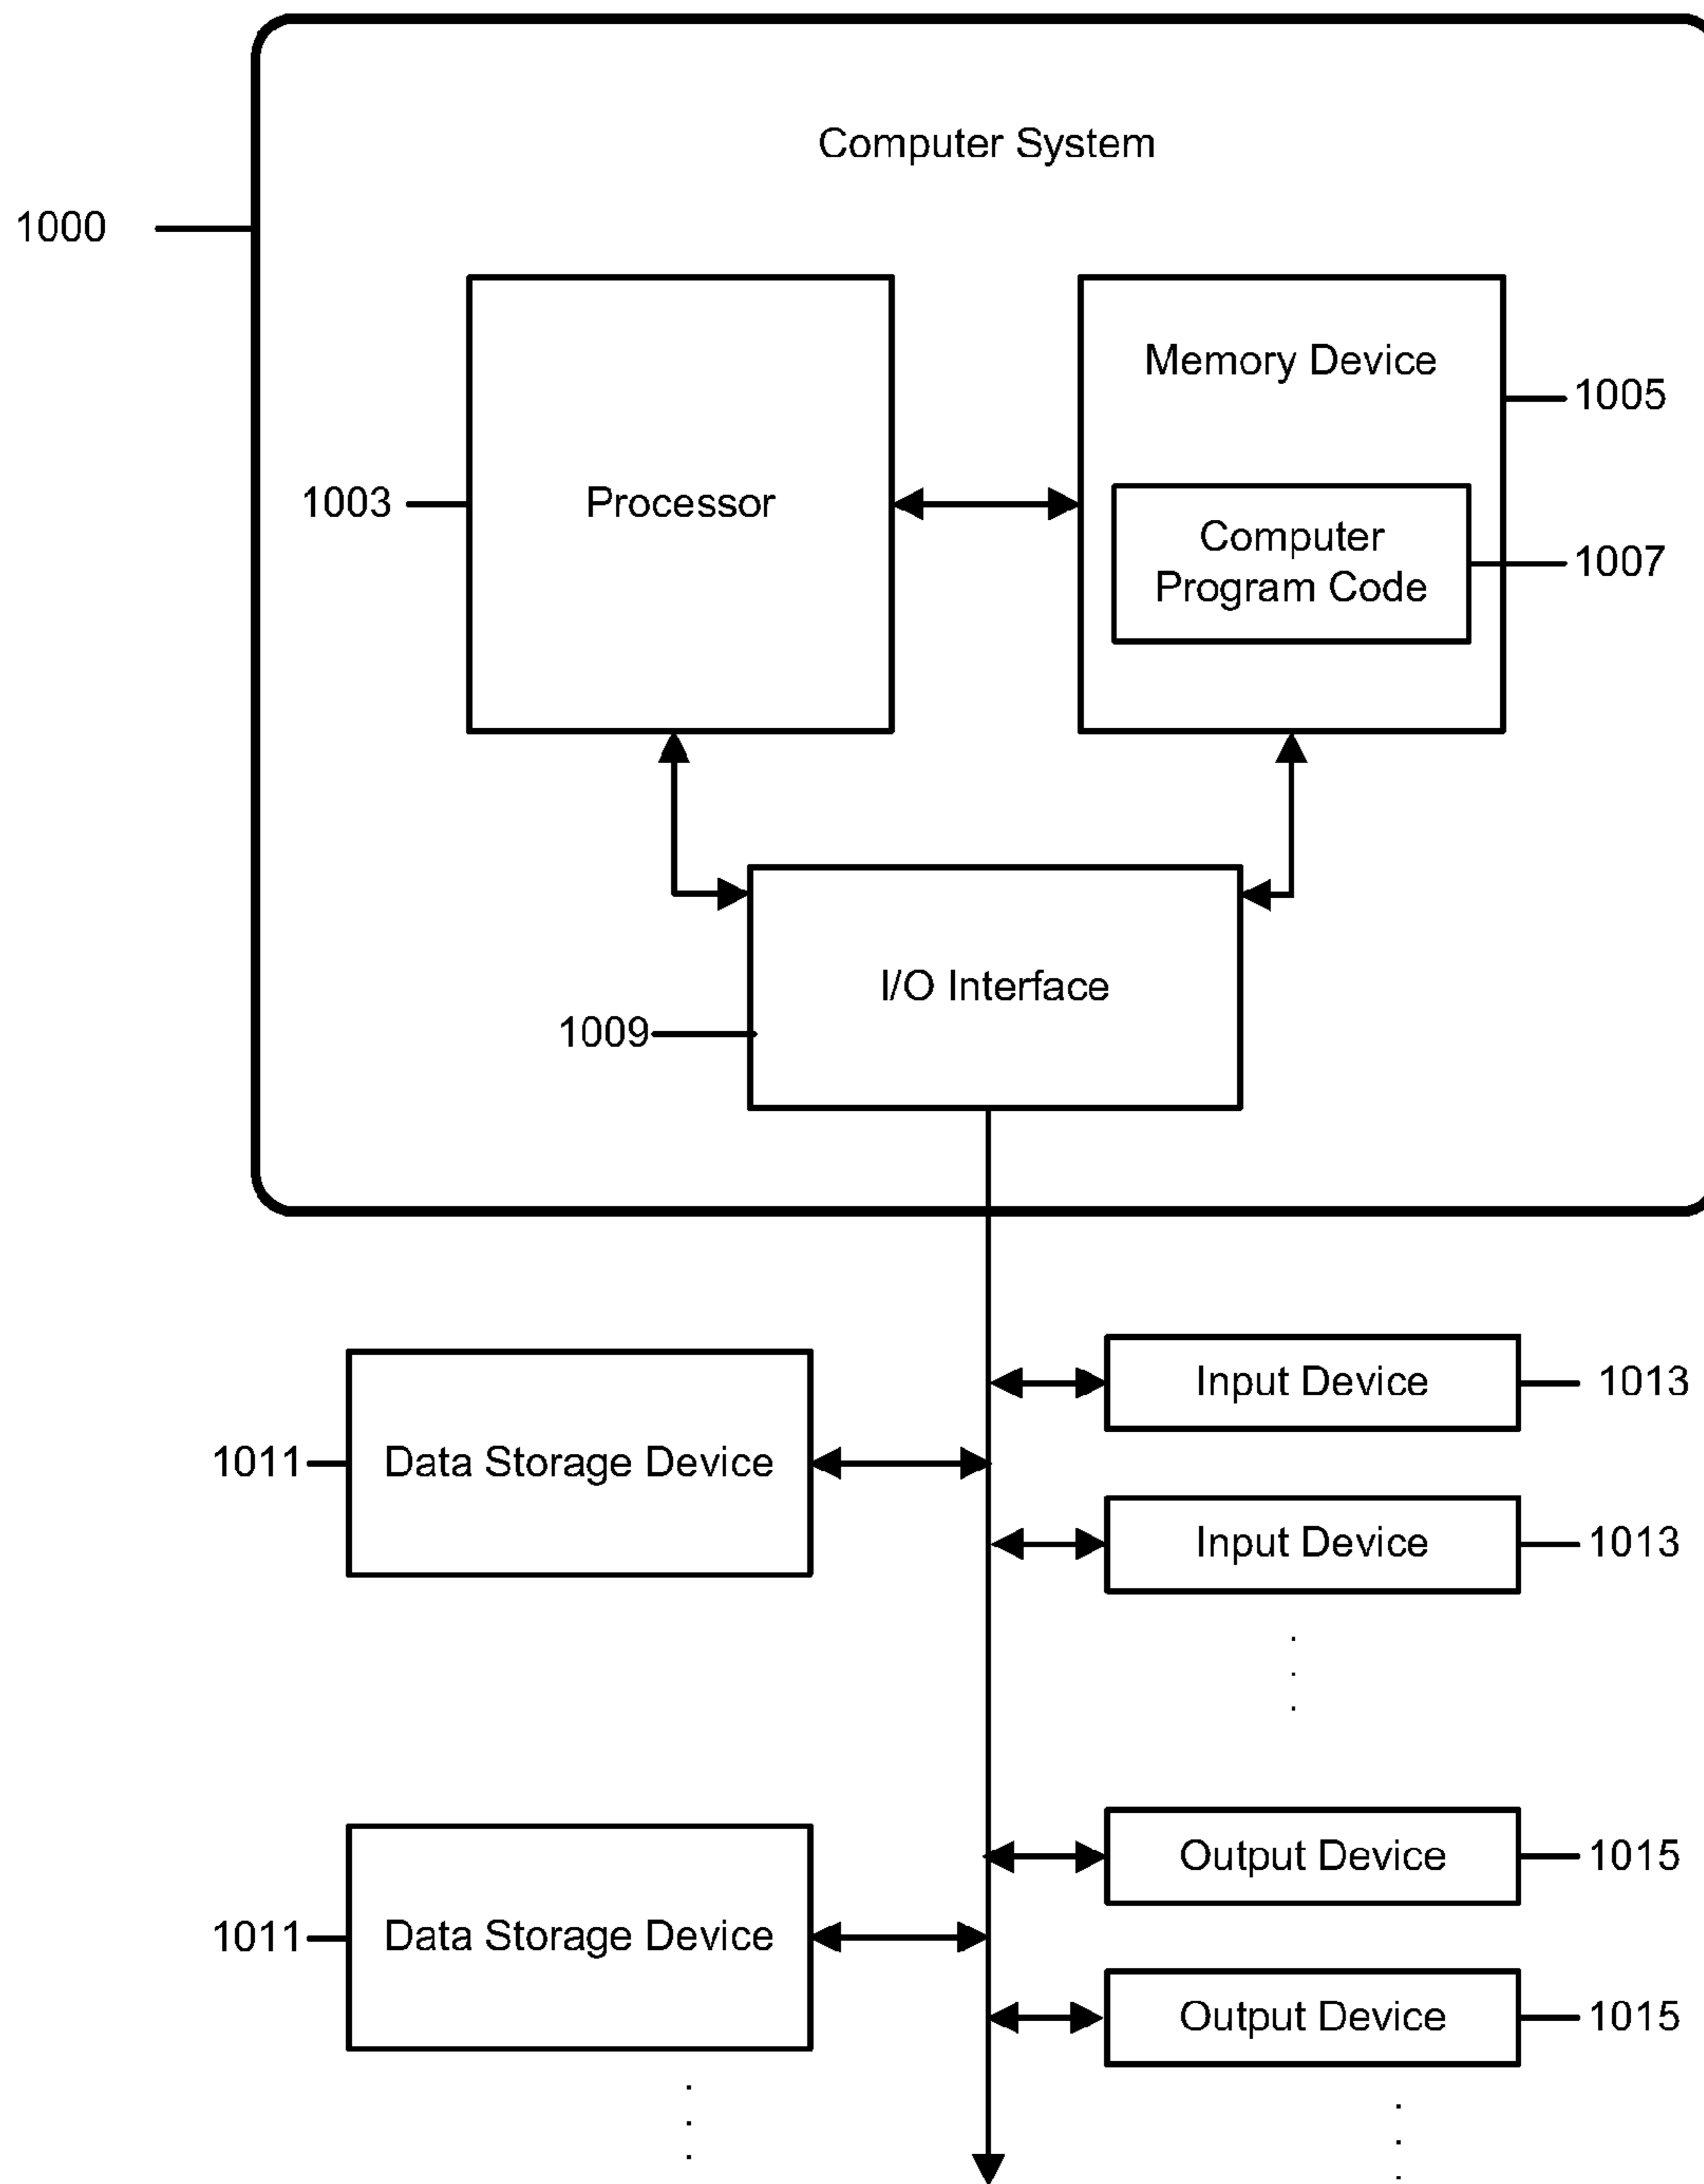 Computer System
1000
Memory Device
1005
1003
Processor
Computer
Program Code
1007
I/O Interface
1009
Input Device
1013
1011
Data Storage Device
Input Device
1013
Output Device
1015
1011
Data Storage Device
Output Device
1015